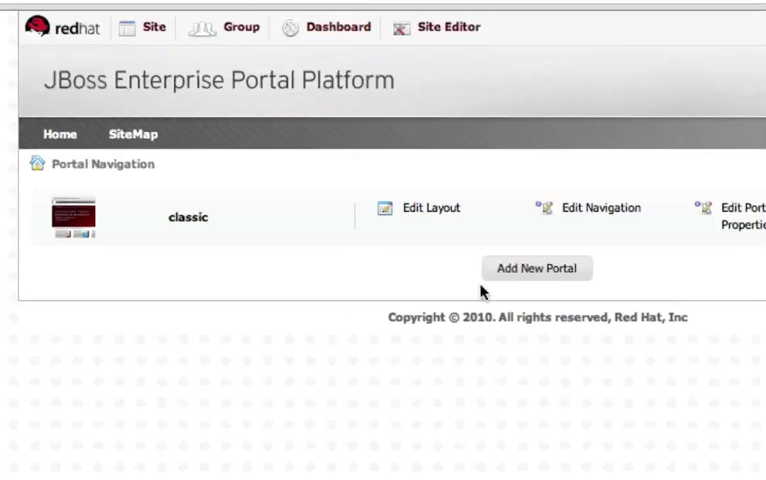 redhat Site Group Dashboard Site Editor
JBoss Enterprise Portal Platform
Home SiteMap
Portal Navigation
classic Edit Layout Edit Navigation Edit Port
Propertie
Add New Portal
Copyright © 2010. All rights reserved, Red Hat, Inc